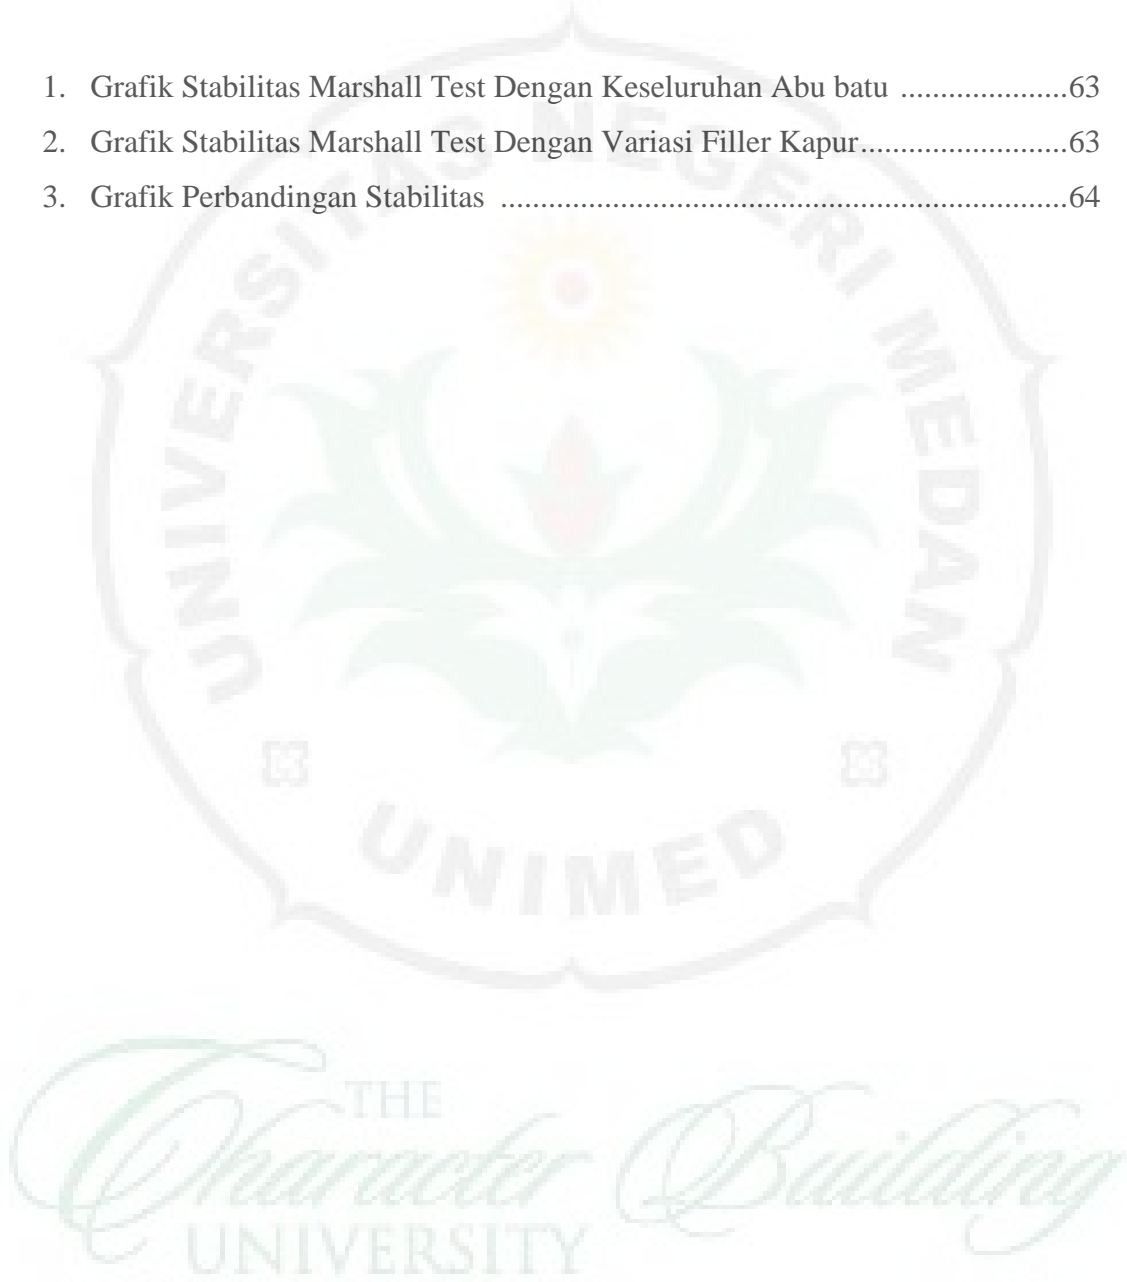 1. Grafik Stabilitas Marshall Test Dengan Keseluruhan Abu batu .....................63
2. Grafik Stabilitas Marshall Test Dengan Variasi Filler Kapur..........................63
3. Grafik Perbandingan Stabilitas .......................................................................64
UNIVERSITAS NEGERI MEDAN
UNIMED
THE
Character Building
UNIVERSITY